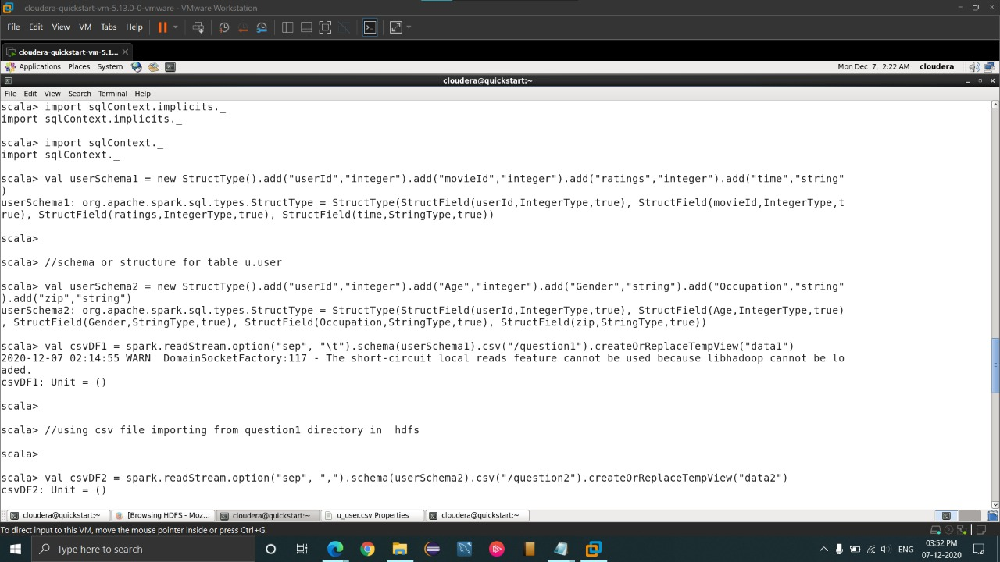 cloudera-quickstart-vm-5.13.0-0-vmware - VMware Workstation
File Edit View VM Tabs Help
cloudera-quickstart-vm-5.1...
Applications Places System Mon Dec 7, 2:22 AM cloudera
cloudera@quickstart:~
File Edit View Search Terminal Help
scala> import sqlContext.implicits._
import sqlContext.implicits._
scala> import sqlContext._
import sqlContext._
scala> val userSchema1 = new StructType().add("userId","integer").add("movieId","integer").add("ratings","integer").add("time","string"
)
userSchema1: org.apache.spark.sql.types.StructType = StructType(StructField(userId,IntegerType,true), StructField(movieId,IntegerType,t
rue), StructField(ratings,IntegerType,true), StructField(time,StringType,true))
scala>
scala> //schema or structure for table u.user
scala> val userSchema2 = new StructType().add("userId","integer").add("Age","integer").add("Gender","string").add("Occupation","string"
).add("zip","string")
userSchema2: org.apache.spark.sql.types.StructType = StructType(StructField(userId,IntegerType,true), StructField(Age,IntegerType,true)
, StructField(Gender,StringType,true), StructField(Occupation,StringType,true), StructField(zip,StringType,true))
scala> val csvDF1 = spark.readStream.option("sep", "\t").schema(userSchema1).csv("/question1").createOrReplaceTempView("data1")
2020-12-07 02:14:55 WARN  DomainSocketFactory:117 - The short-circuit local reads feature cannot be used because libhadoop cannot be lo
aded.
csvDF1: Unit = ()
scala>
scala> //using csv file importing from question1 directory in  hdfs
scala>
scala> val csvDF2 = spark.readStream.option("sep", ",").schema(userSchema2).csv("/question2").createOrReplaceTempView("data2")
csvDF2: Unit = ()
cloudera@quickstart:~ [Browsing HDFS - Moz... cloudera@quickstart:~ u_user.csv Properties cloudera@quickstart:~
To direct input to this VM, move the mouse pointer inside or press Ctrl+G.
Type here to search ENG 03:52 PM
07-12-2020